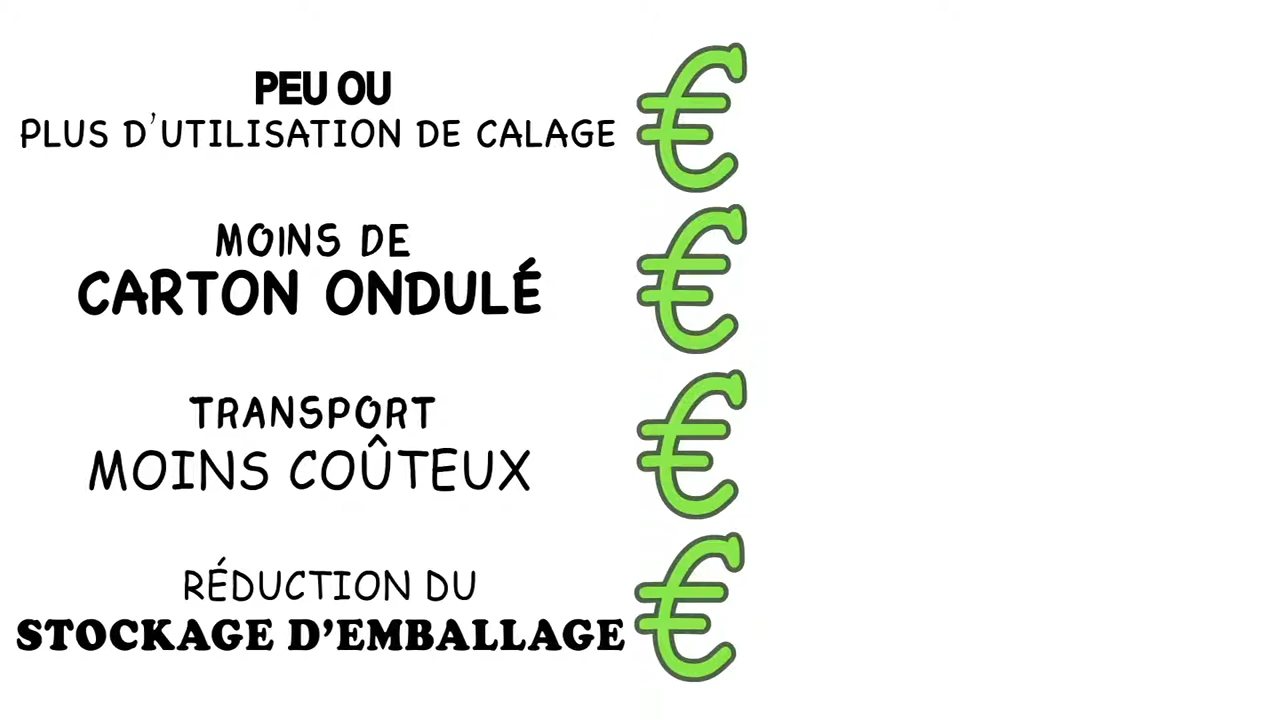 PEU OU
PLUS D'UTILISATION DE CALAGE
€
MOINS DE
CARTON ONDULÉ
€
TRANSPORT
MOINS COÛTEUX
€
RÉDUCTION DU
STOCKAGE D'EMBALLAGE
€